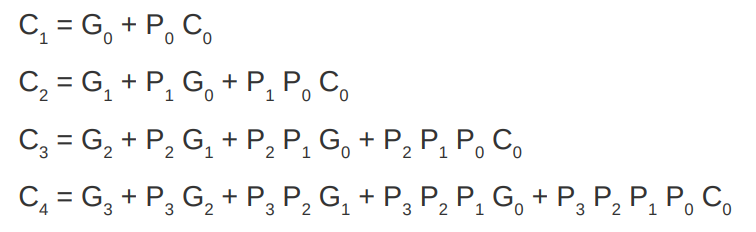 C₁ = G₀ + P₀ C₀
C₂ = G₁ + P₁ G₀ + P₁ P₀ C₀
C₃ = G₂ + P₂ G₁ + P₂ P₁ G₀ + P₂ P₁ P₀ C₀
C₄ = G₃ + P₃ G₂ + P₃ P₂ G₁ + P₃ P₂ P₁ G₀ + P₃ P₂ P₁ P₀ C₀